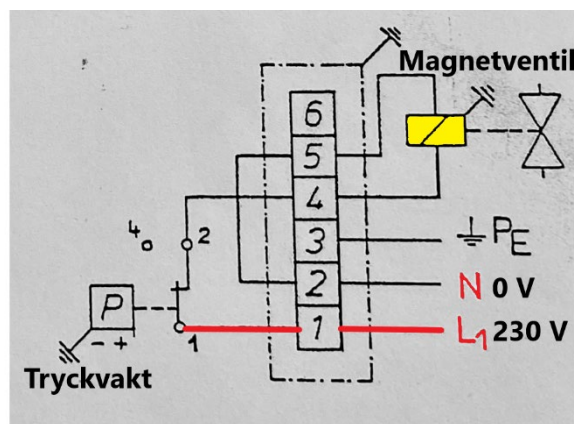 Magnetventil
6
5
4
3
2
1
⏚ PE
N 0 V
L1 230 V
4
2
1
P
- +
Tryckvakt